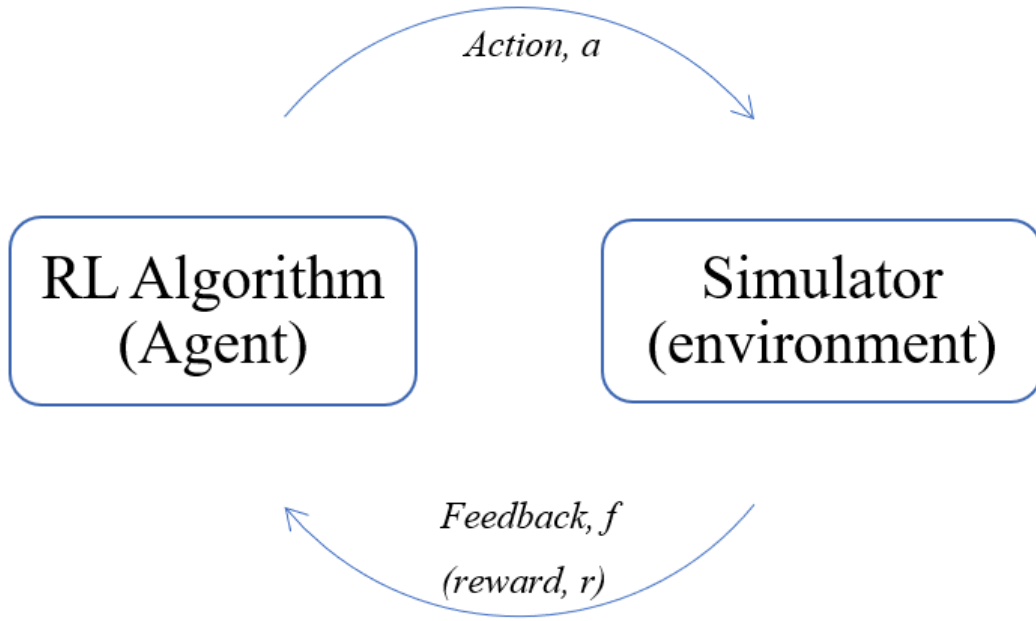 Action, a
RL Algorithm
(Agent)
Simulator
(environment)
Feedback, f
(reward, r)